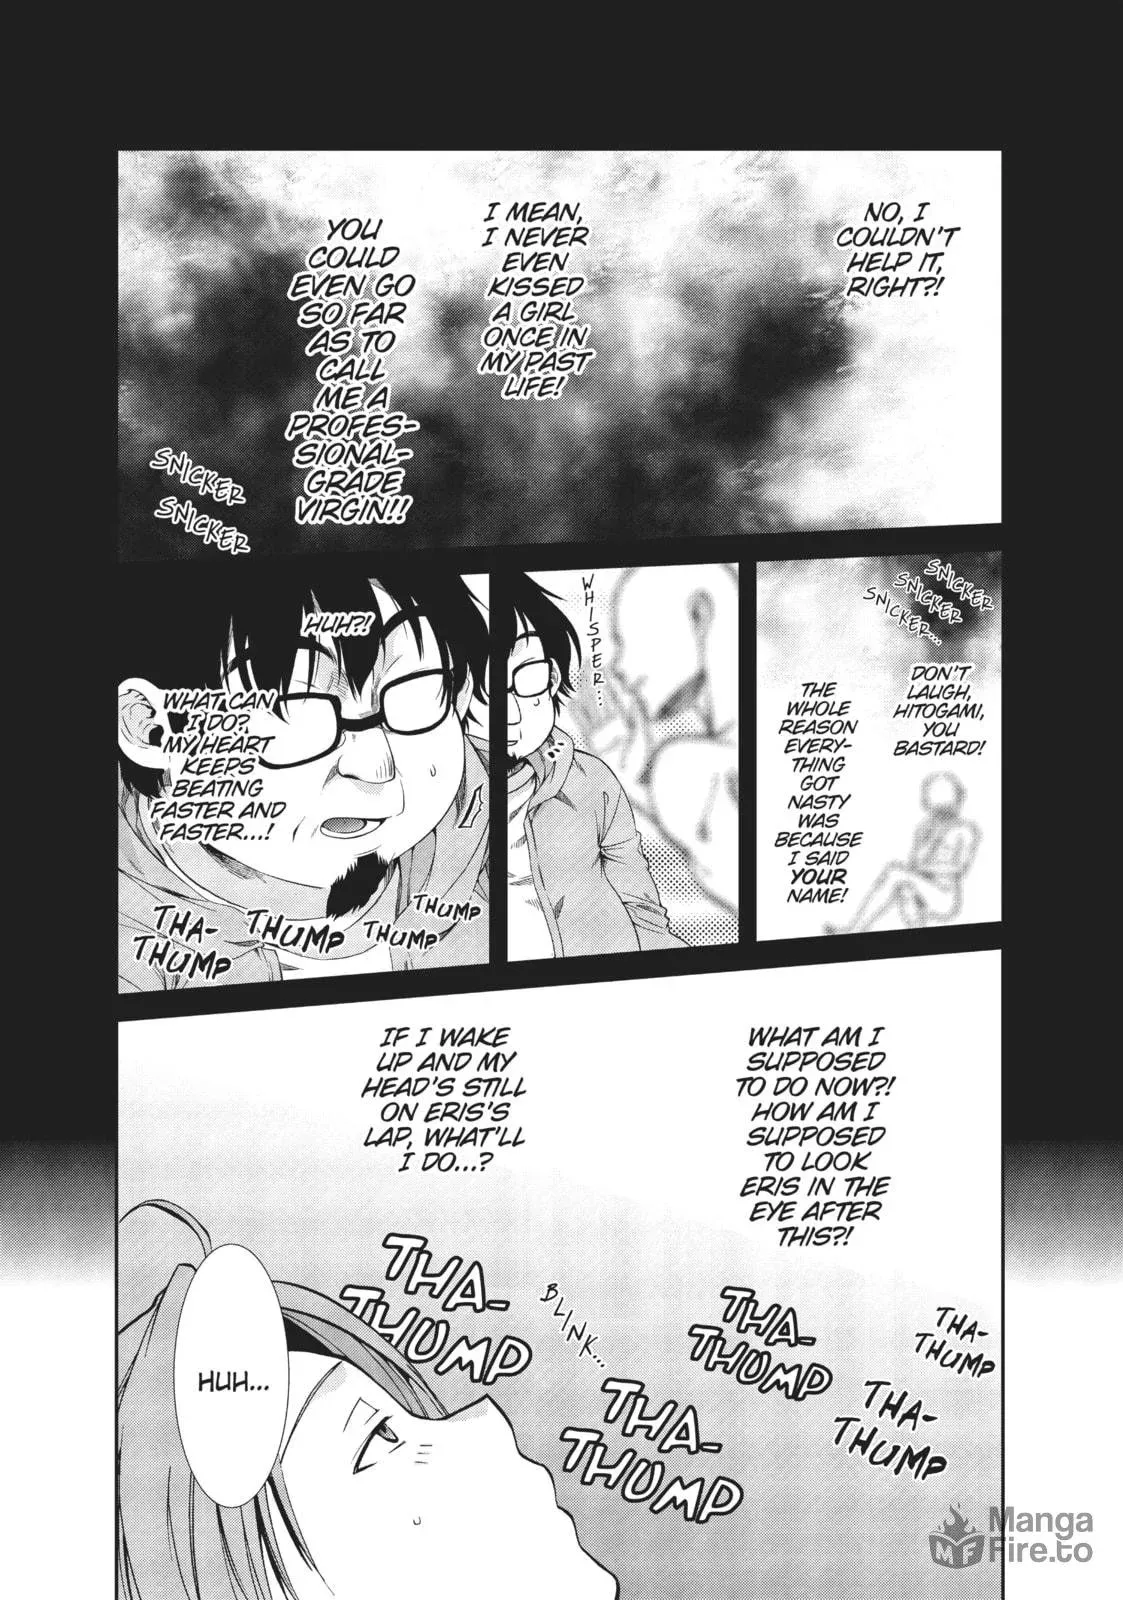 NO, I
COULDN'T
HELP IT,
RIGHT?!
I MEAN,
I NEVER
EVEN
KISSED
A GIRL
ONCE IN
MY PAST
LIFE!
YOU
COULD
EVEN GO
SO FAR
AS TO
CALL
ME A
PROFES-
SIONAL-
GRADE
VIRGIN!!
SNICKER
SNICKER
SNICKER
SNICKER
SNICKER...
DON'T
LAUGH,
HITOGAMI,
YOU
BASTARD!
THE
WHOLE
REASON
EVERY-
THING
GOT
NASTY
WAS
BECAUSE
I SAID
YOUR
NAME!
WHISPER...
HUH?!
WHAT CAN
I DO?
MY HEART
KEEPS
BEATING
FASTER AND
FASTER...!
THUMP
THUMP
THUMP
THA-
THUMP
WHAT AM I
SUPPOSED
TO DO NOW?!
HOW AM I
SUPPOSED
TO LOOK
ERIS IN THE
EYE AFTER
THIS?!
IF I WAKE
UP AND MY
HEAD'S STILL
ON ERIS'S
LAP, WHAT'LL
I DO...?
THA-
THUMP
THA-
THUMP
THA-
THUMP
THA-
THUMP
BLINK...
THA-
THUMP
HUH...
MF
Manga
Fire.to